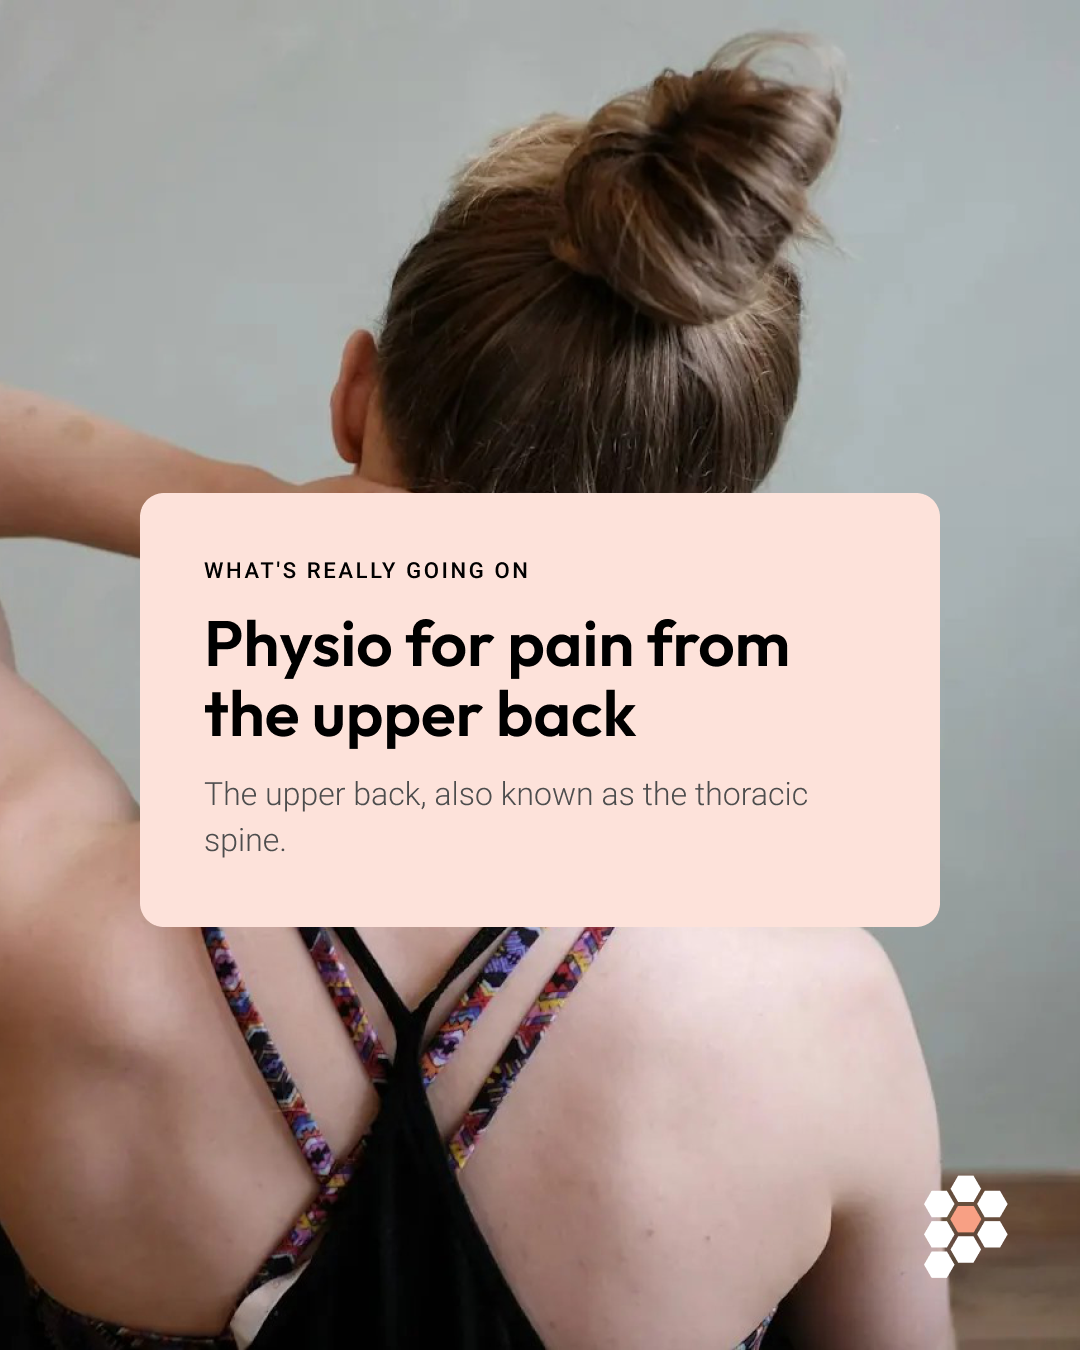 WHAT'S REALLY GOING ON
Physio for pain from
the upper back
The upper back, also known as the thoracic
spine.